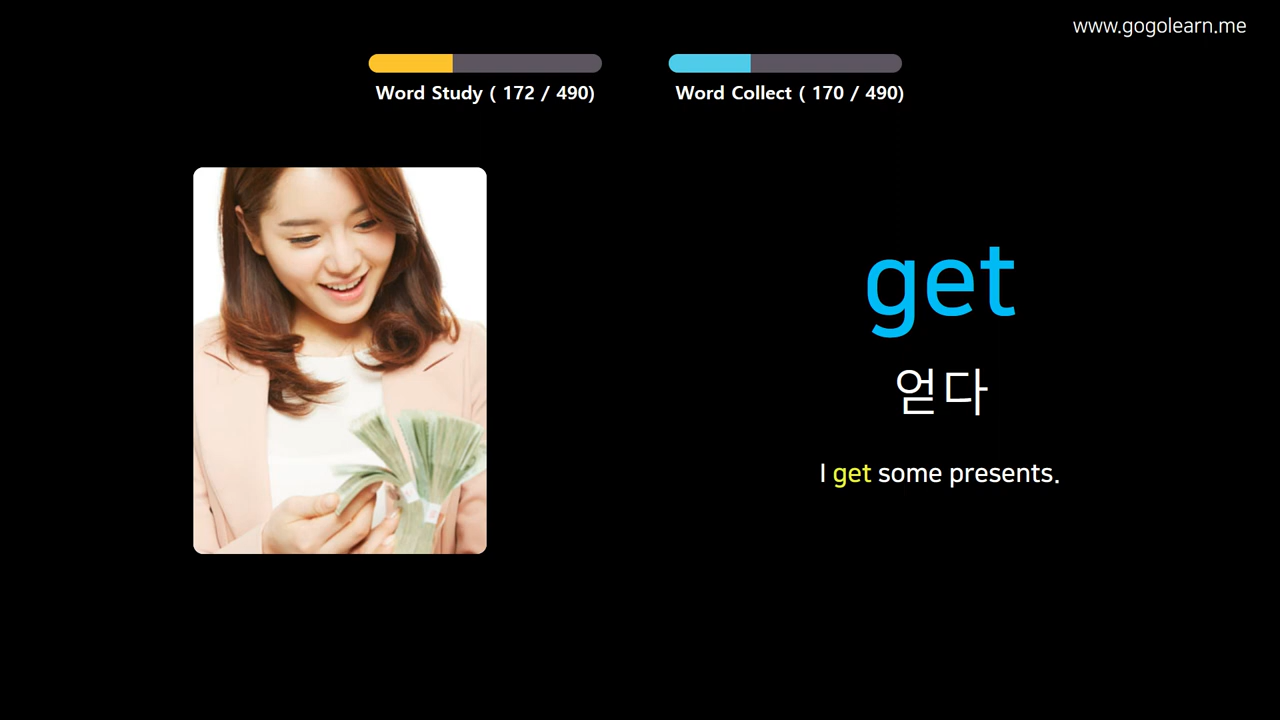 www.gogolearn.me
Word Study ( 172 / 490)
Word Collect ( 170 / 490)
get
얻다
I get some presents.